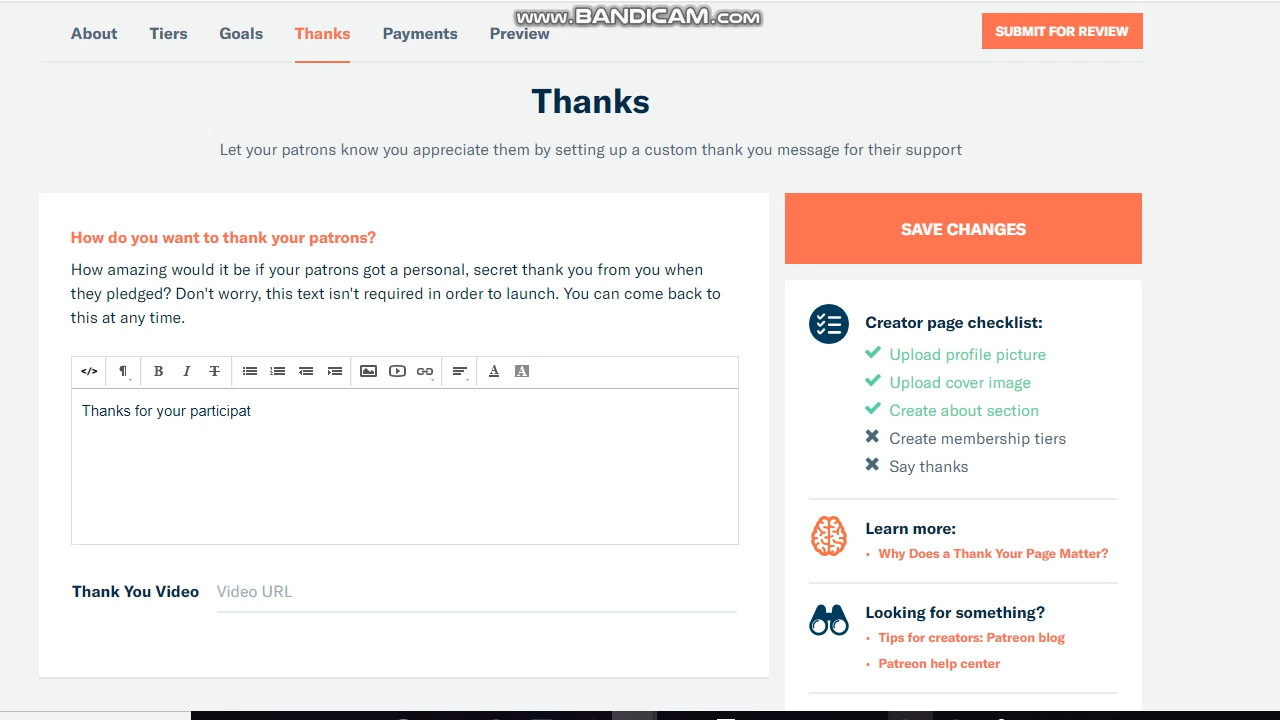 www.BANDICAM.com
About Tiers Goals Thanks Payments Preview SUBMIT FOR REVIEW
Thanks
Let your patrons know you appreciate them by setting up a custom thank you message for their support
How do you want to thank your patrons?
How amazing would it be if your patrons got a personal, secret thank you from you when
they pledged? Don't worry, this text isn't required in order to launch. You can come back to
this at any time.
Thanks for your participat
Thank You Video Video URL
SAVE CHANGES
Creator page checklist:
Upload profile picture
Upload cover image
Create about section
Create membership tiers
Say thanks
Learn more:
• Why Does a Thank Your Page Matter?
Looking for something?
• Tips for creators: Patreon blog
• Patreon help center